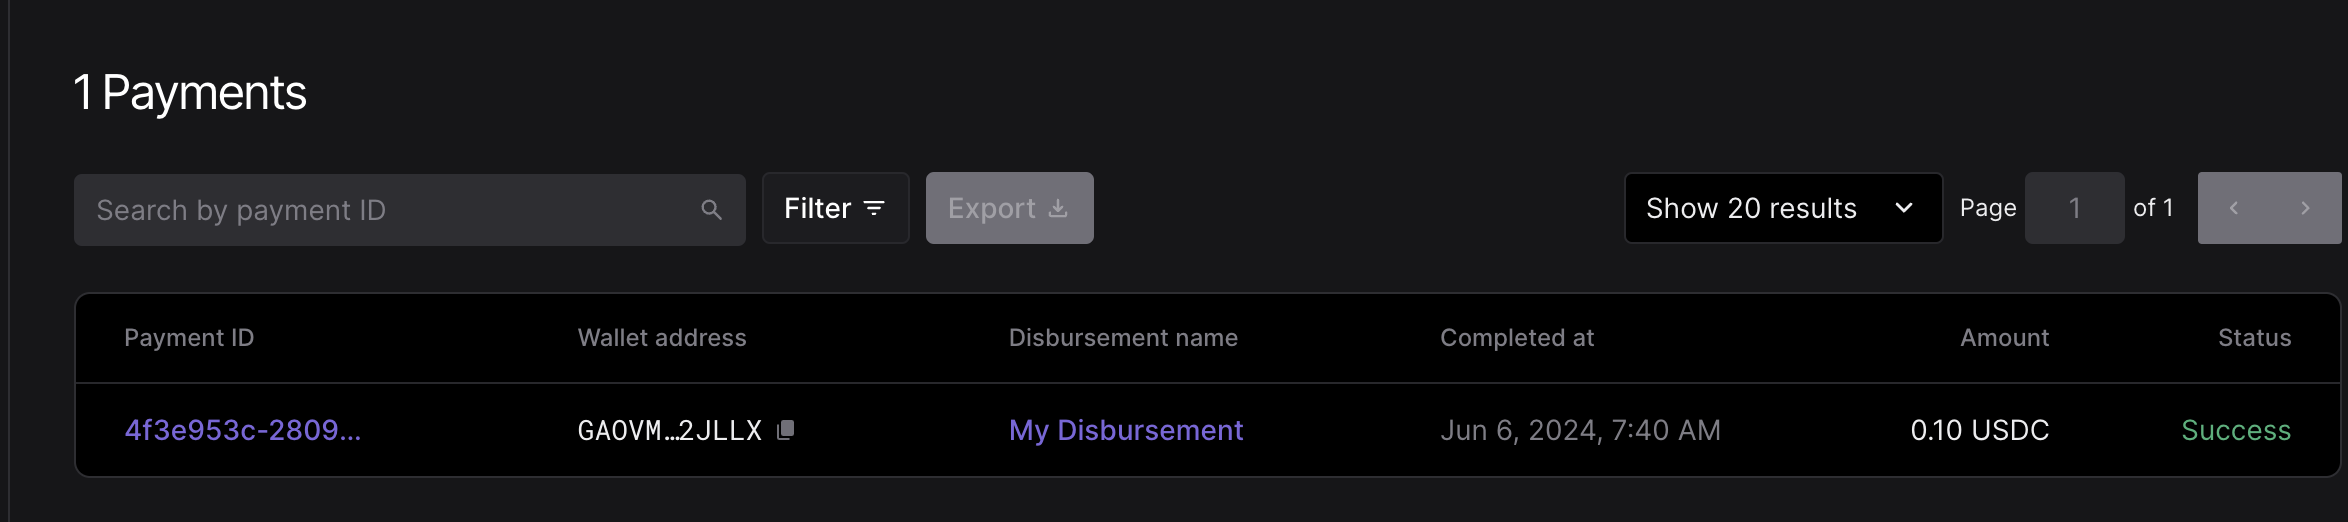 1 Payments
Search by payment ID Filter Export Show 20 results Page 1 of 1
Payment ID Wallet address Disbursement name Completed at Amount Status
4f3e953c-2809... GAOVM…2JLLX My Disbursement Jun 6, 2024, 7:40 AM 0.10 USDC Success